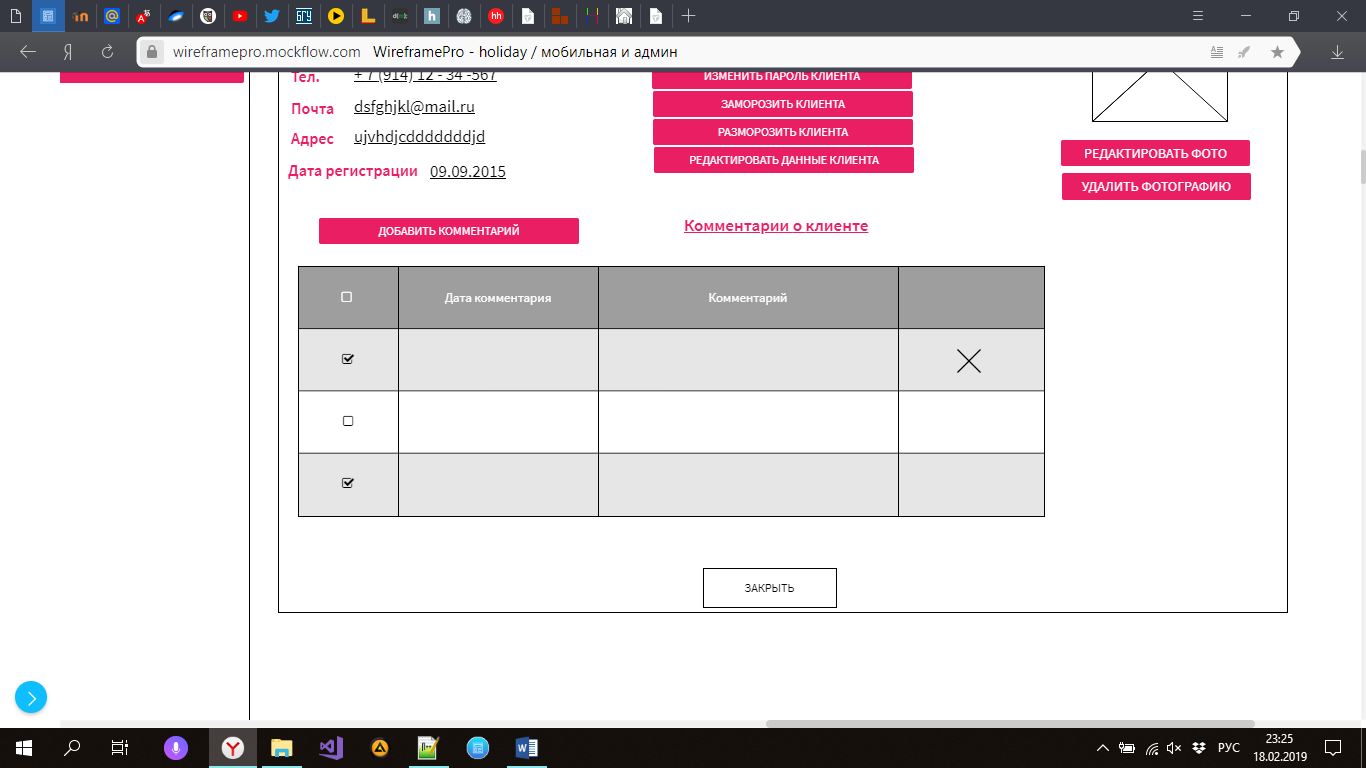 wireframepro.mockflow.com WireframePro - holiday / мобильная и админ
Тел. + 7 (914) 12 - 34 -567
ИЗМЕНИТЬ ПАРОЛЬ КЛИЕНТА
Почта dsfghjkl@mail.ru
ЗАМОРОЗИТЬ КЛИЕНТА
Адрес ujvhdjcdddddddjd
РАЗМОРОЗИТЬ КЛИЕНТА
РЕДАКТИРОВАТЬ ФОТО
Дата регистрации 09.09.2015
РЕДАКТИРОВАТЬ ДАННЫЕ КЛИЕНТА
УДАЛИТЬ ФОТОГРАФИЮ
ДОБАВИТЬ КОММЕНТАРИЙ
Комментарии о клиенте
Дата комментария Комментарий
ЗАКРЫТЬ
РУС
23:25
18.02.2019